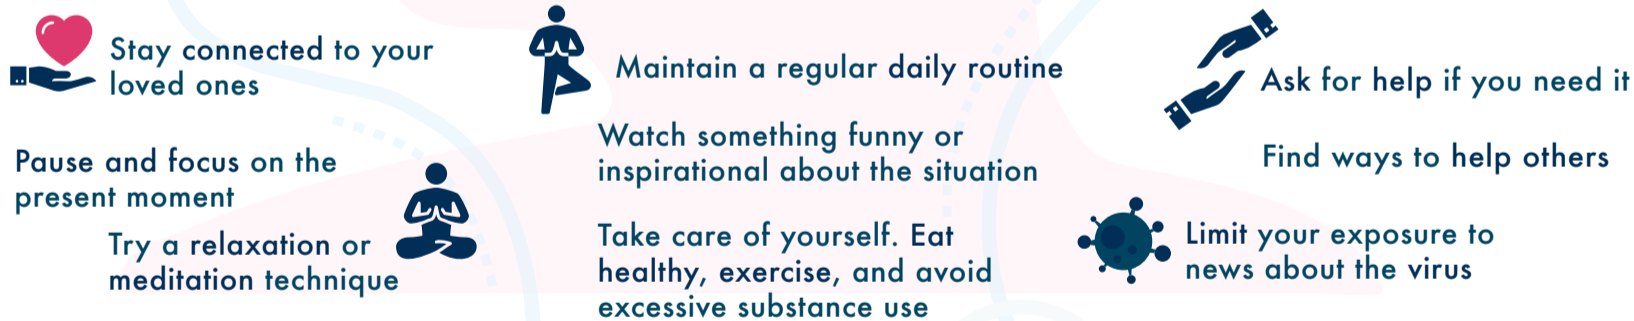 Stay connected to your
loved ones
Pause and focus on the
present moment
Try a relaxation or
meditation technique
Maintain a regular daily routine
Watch something funny or
inspirational about the situation
Take care of yourself. Eat
healthy, exercise, and avoid
excessive substance use
Ask for help if you need it
Find ways to help others
Limit your exposure to
news about the virus